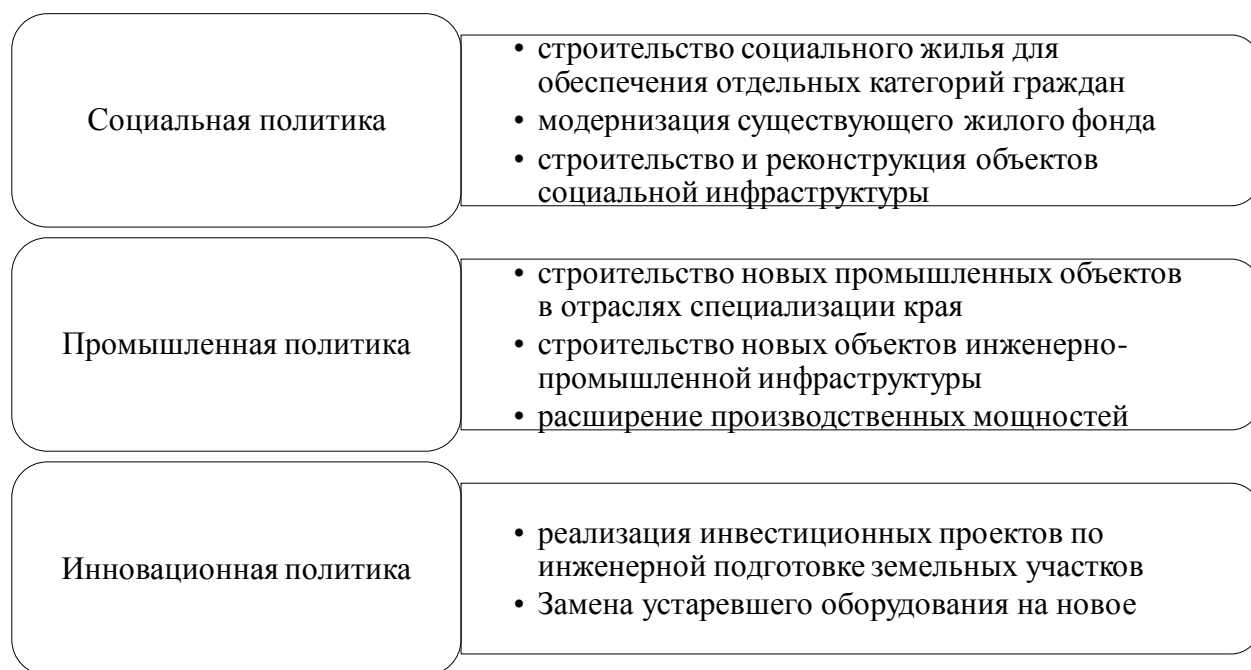 Социальная политика
• строительство социального жилья для
обеспечения отдельных категорий граждан
• модернизация существующего жилого фонда
• строительство и реконструкция объектов
социальной инфраструктуры
Промышленная политика
• строительство новых промышленных объектов
в отраслях специализации края
• строительство новых объектов инженерно-
промышленной инфраструктуры
• расширение производственных мощностей
Инновационная политика
• реализация инвестиционных проектов по
инженерной подготовке земельных участков
• Замена устаревшего оборудования на новое